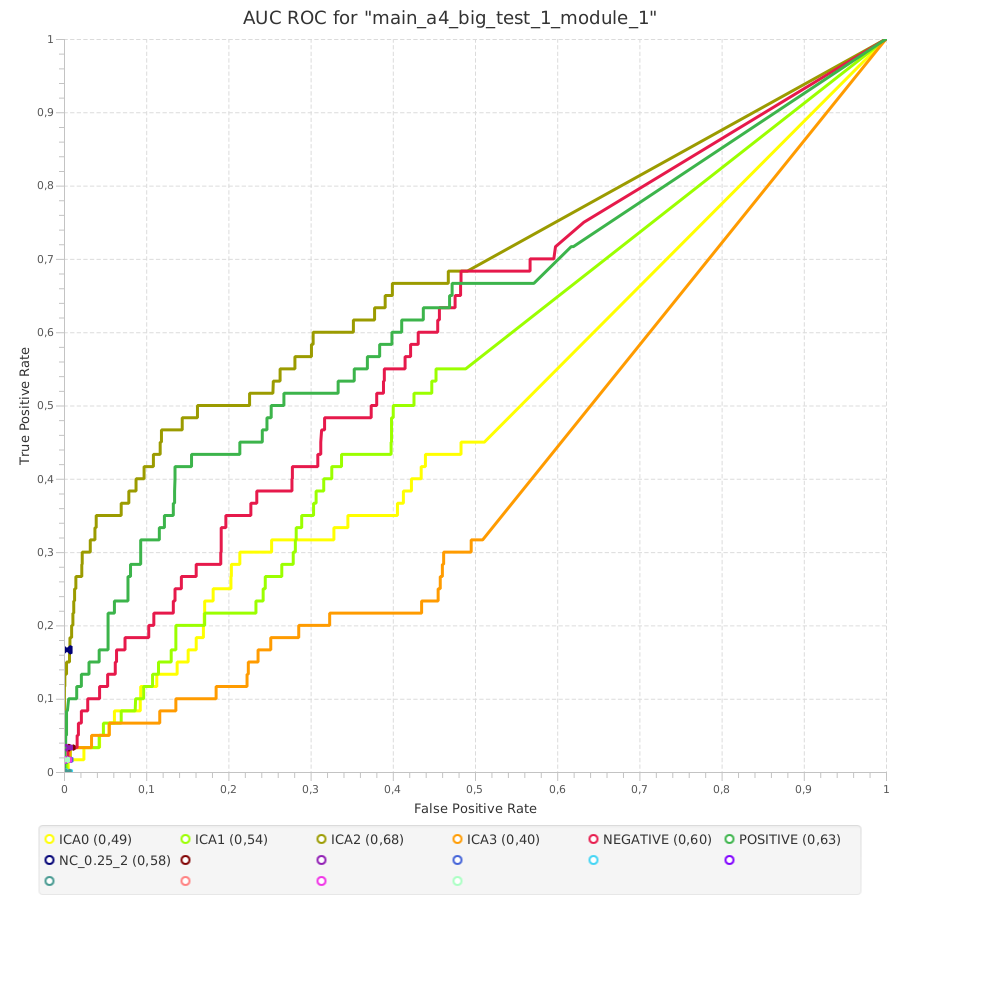 AUC ROC for "main_a4_big_test_1_module_1"
1
0,9
0,8
0,7
0,6
0,5
0,4
0,3
0,2
0,1
0
True Positive Rate
0 0,1 0,2 0,3 0,4 0,5 0,6 0,7 0,8 0,9 1
False Positive Rate
ICA0 (0,49) ICA1 (0,54) ICA2 (0,68) ICA3 (0,40) NEGATIVE (0,60) POSITIVE (0,63)
NC_0.25_2 (0,58)